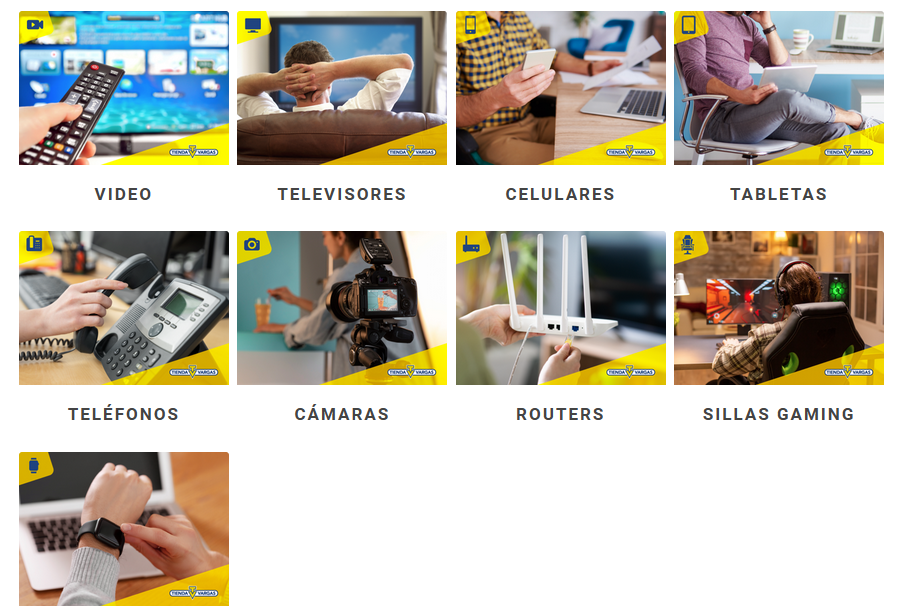 TIENDA VARGAS
TIENDA VARGAS
TIENDA VARGAS
TIENDA VARGAS
VIDEO
TELEVISORES
CELULARES
TABLETAS
TIENDA VARGAS
TIENDA VARGAS
TIENDA VARGAS
TIENDA VARGAS
TELÉFONOS
CÁMARAS
ROUTERS
SILLAS GAMING
TIENDA VARGAS